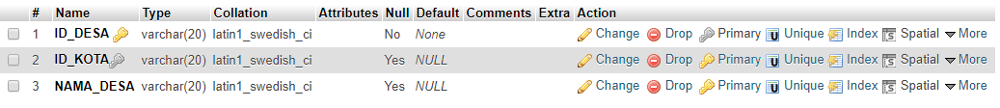 # Name Type Collation Attributes Null Default Comments Extra Action
1 ID_DESA varchar(20) latin1_swedish_ci No None Change Drop Primary Unique Index Spatial More
2 ID_KOTA varchar(20) latin1_swedish_ci Yes NULL Change Drop Primary Unique Index Spatial More
3 NAMA_DESA varchar(20) latin1_swedish_ci Yes NULL Change Drop Primary Unique Index Spatial More